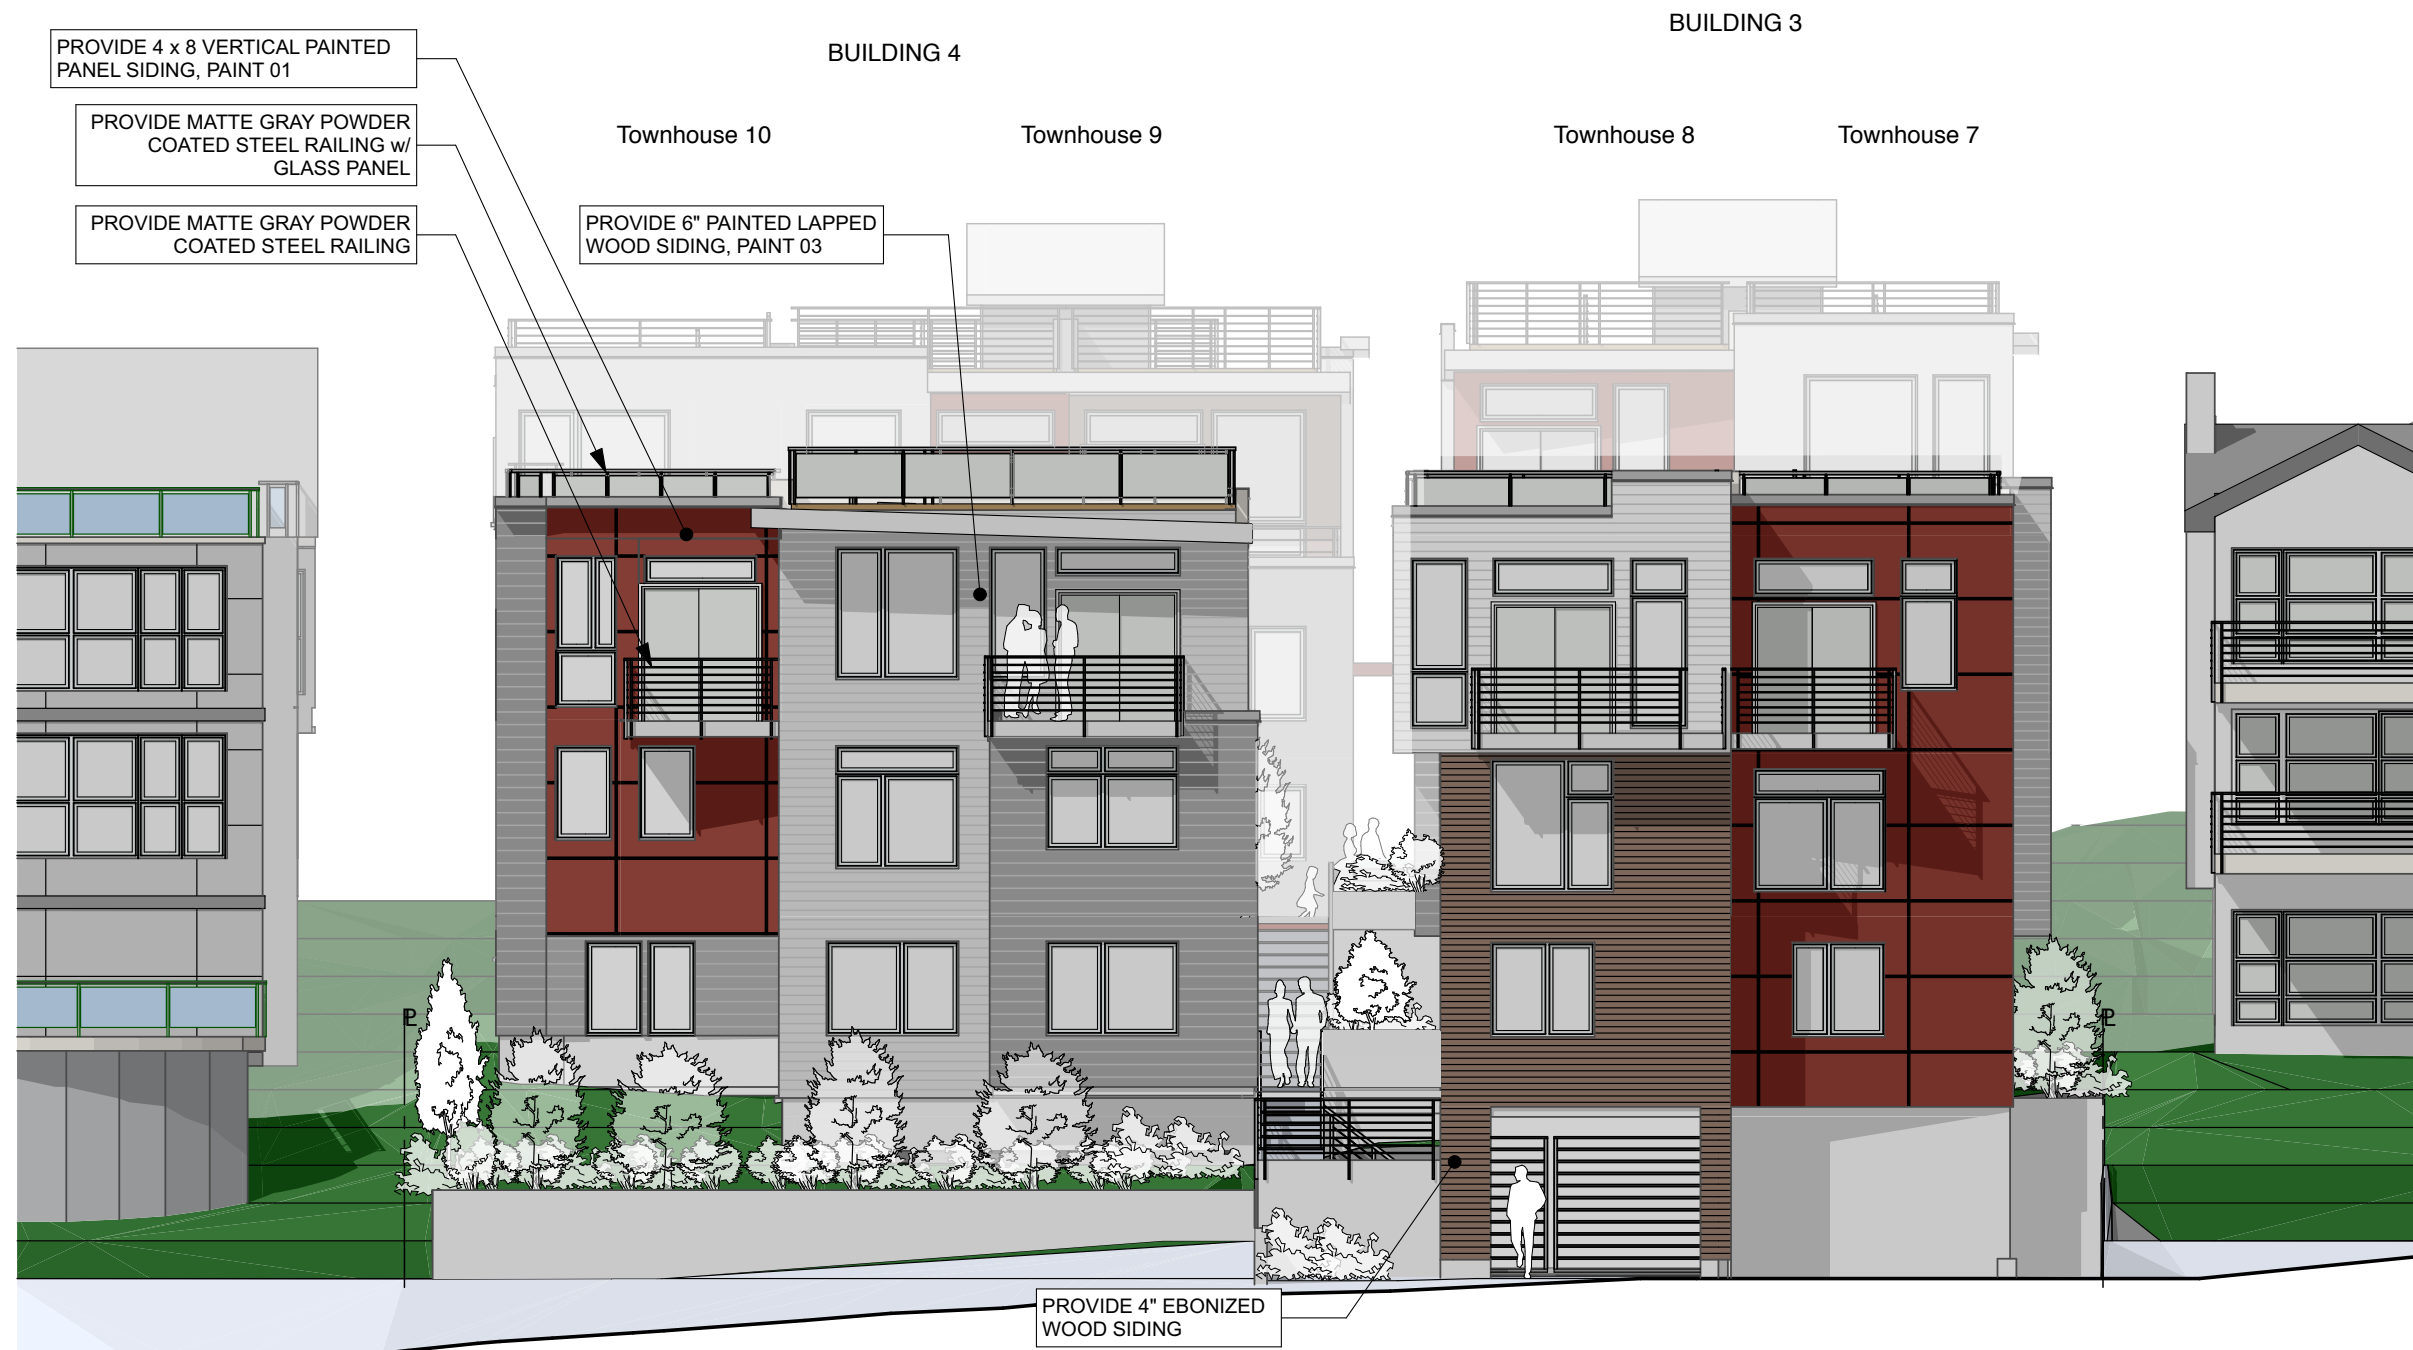 BUILDING 3
BUILDING 4
PROVIDE 4 x 8 VERTICAL PAINTED
PANEL SIDING, PAINT 01
PROVIDE MATTE GRAY POWDER
COATED STEEL RAILING w/
GLASS PANEL
Townhouse 10
Townhouse 9
Townhouse 8
Townhouse 7
PROVIDE MATTE GRAY POWDER
COATED STEEL RAILING
PROVIDE 6" PAINTED LAPPED
WOOD SIDING, PAINT 03
PL
PL
PROVIDE 4" EBONIZED
WOOD SIDING